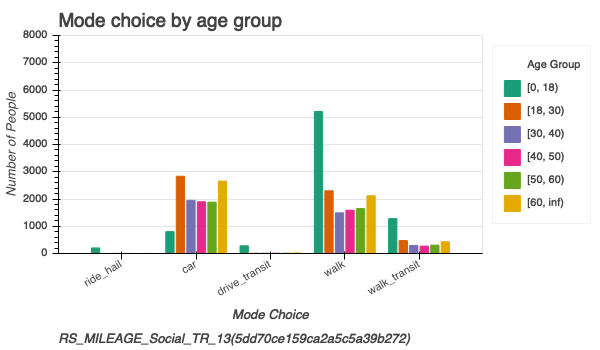 Mode choice by age group
Number of People
8000
7000
6000
5000
4000
3000
2000
1000
0
ride_hail
car
drive_transit
walk
walk_transit
Mode Choice
Age Group
[0, 18)
[18, 30)
[30, 40)
[40, 50)
[50, 60)
[60, inf)
RS_MILEAGE_Social_TR_13(5dd70ce159ca2a5c5a39b272)